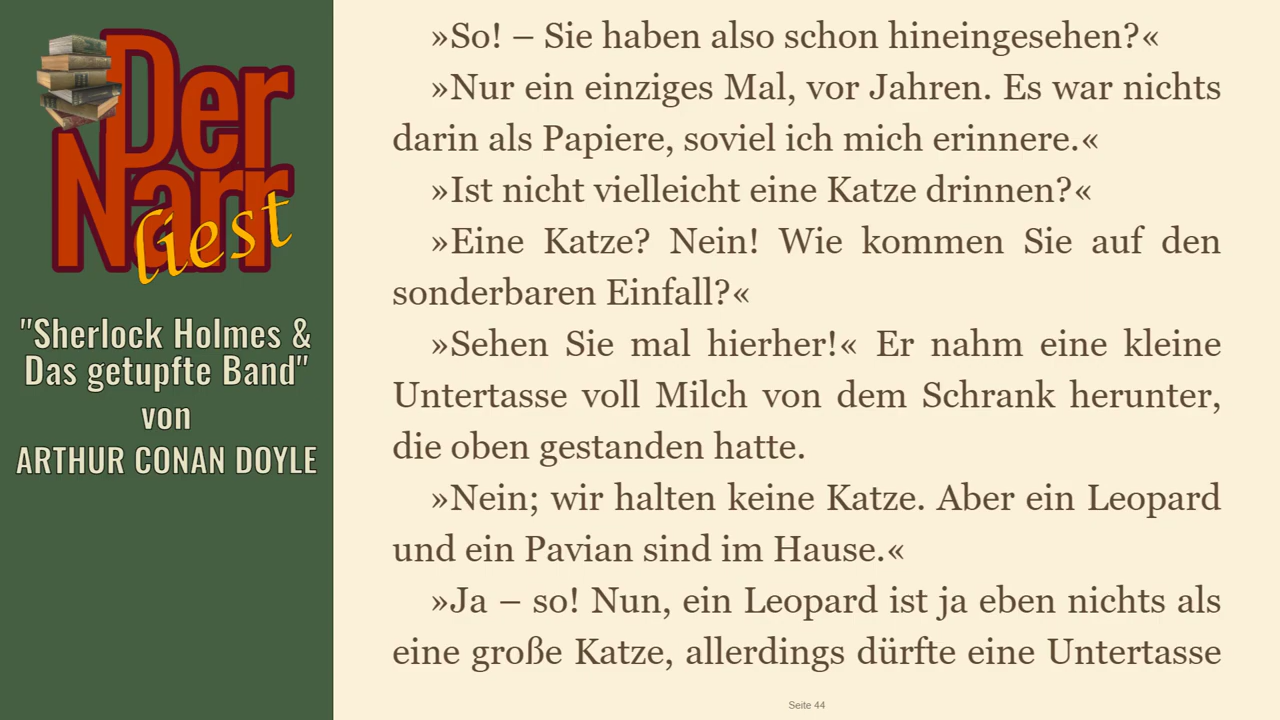 Der
Narr
liest
"Sherlock Holmes &
Das getupfte Band"
von
ARTHUR CONAN DOYLE
»So! – Sie haben also schon hineingesehen?«
»Nur ein einziges Mal, vor Jahren. Es war nichts
darin als Papiere, soviel ich mich erinnere.«
»Ist nicht vielleicht eine Katze drinnen?«
»Eine Katze? Nein! Wie kommen Sie auf den
sonderbaren Einfall?«
»Sehen Sie mal hierher!« Er nahm eine kleine
Untertasse voll Milch von dem Schrank herunter,
die oben gestanden hatte.
»Nein; wir halten keine Katze. Aber ein Leopard
und ein Pavian sind im Hause.«
»Ja – so! Nun, ein Leopard ist ja eben nichts als
eine große Katze, allerdings dürfte eine Untertasse
Seite 44